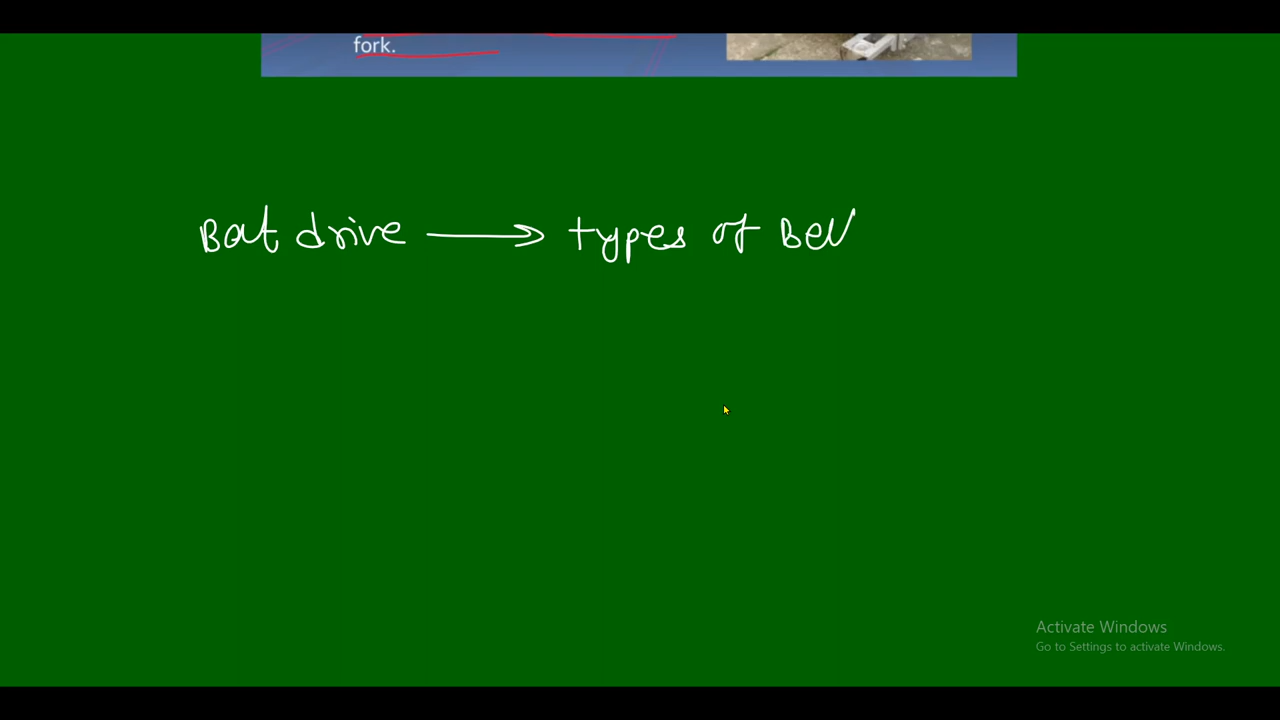 fork.
Belt drive → types of Belt
Activate Windows
Go to Settings to activate Windows.